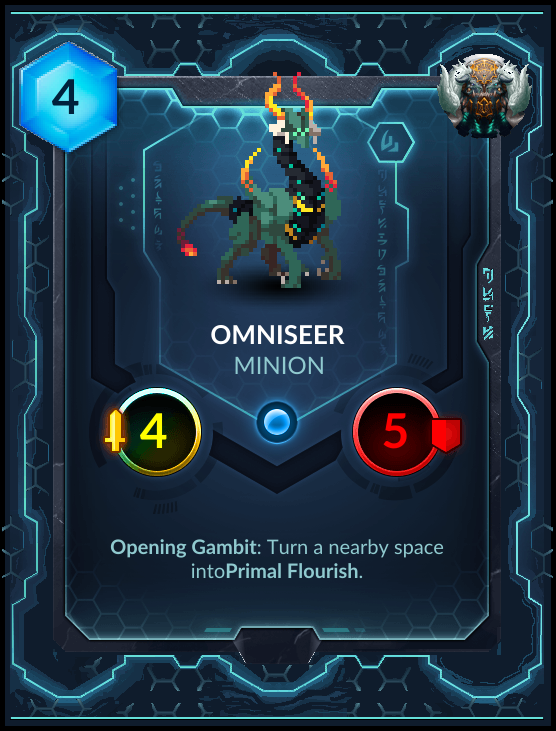 4
OMNISEER
MINION
4
5
Opening Gambit: Turn a nearby space
intoPrimal Flourish.